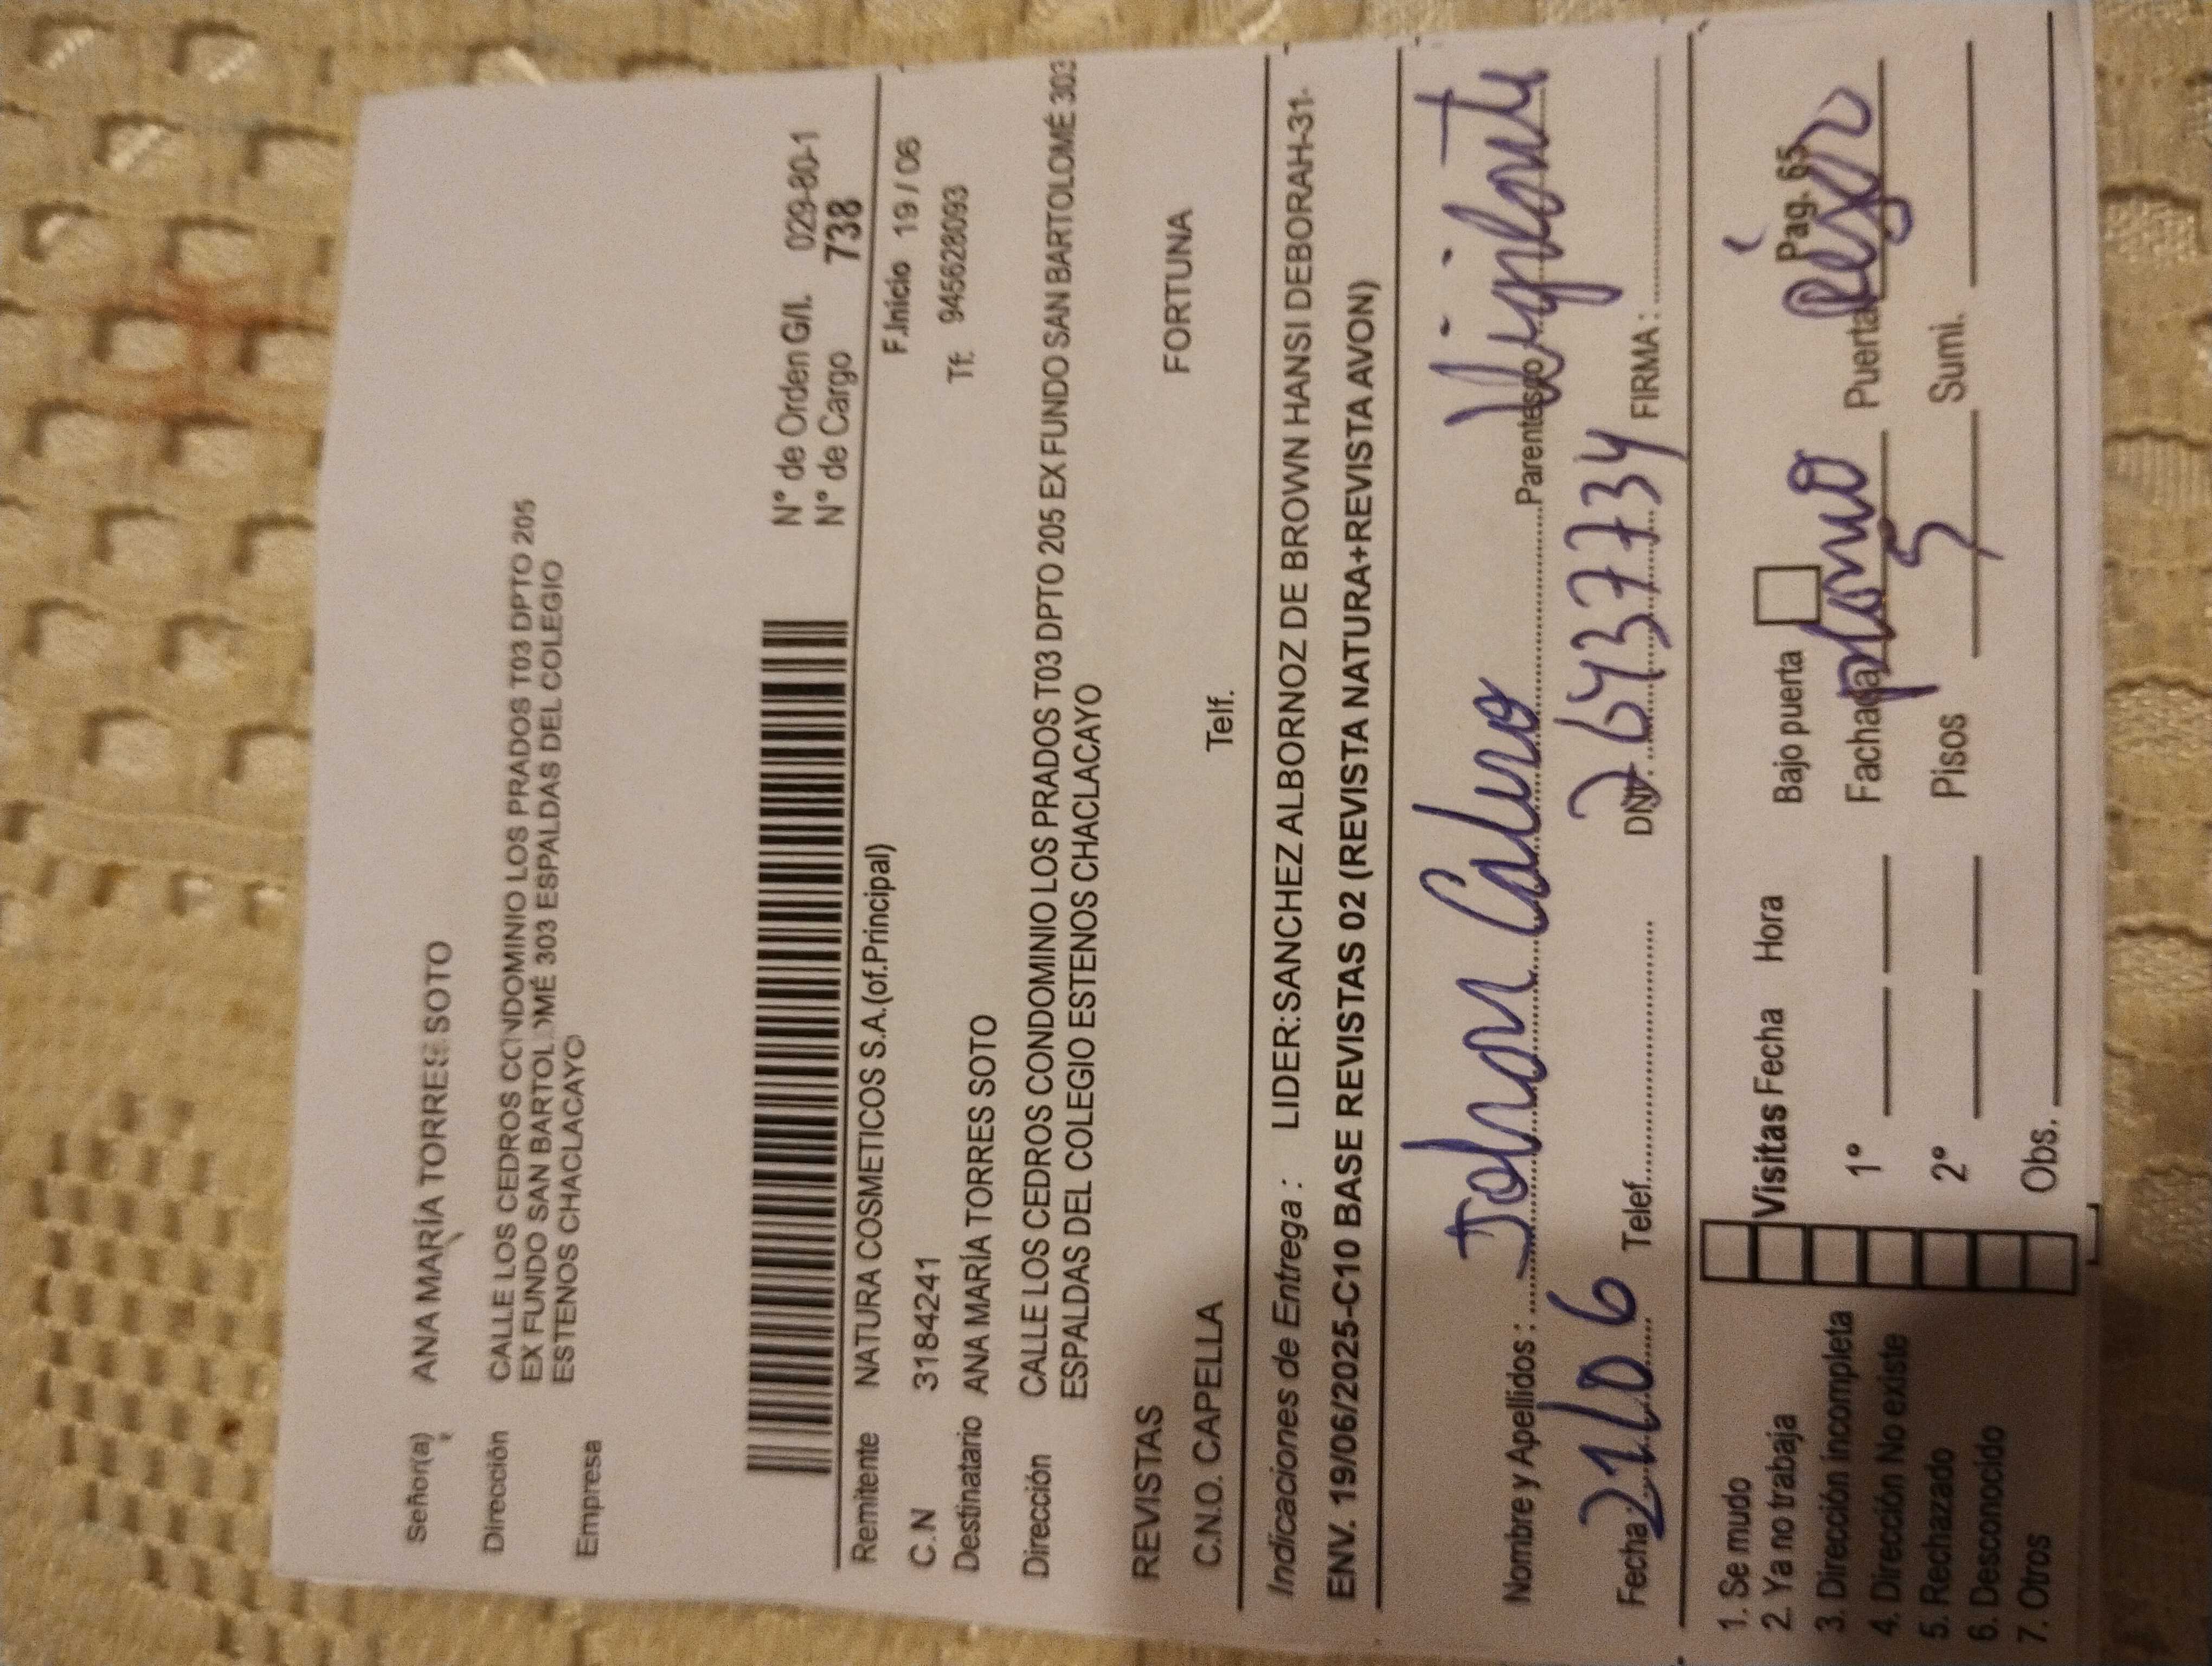 Señor(a) ANA MARÍA TORRES SOTO
Dirección CALLE LOS CEDROS CONDOMINIO LOS PRADOS T03 DPTO 205
EX FUNDO SAN BARTOLOMÉ 303 ESPALDAS DEL COLEGIO
ESTENOS CHACLACAYO
Empresa
N° de Orden G/I. 029-80-1
N° de Cargo 738
Remitente NATURA COSMETICOS S.A.(of.Principal) F.Inicio 19/06
C.N 3184241 Tf. 945628093
Destinatario ANA MARÍA TORRES SOTO
Dirección CALLE LOS CEDROS CONDOMINIO LOS PRADOS T03 DPTO 205 EX FUNDO SAN BARTOLOMÉ 303
ESPALDAS DEL COLEGIO ESTENOS CHACLACAYO
REVISTAS FORTUNA
C.N.O. CAPELLA Telf.
Indicaciones de Entrega : LIDER:SANCHEZ ALBORNOZ DE BROWN HANSI DEBORAH-31-
ENV. 19/06/2025-C10 BASE REVISTAS 02 (REVISTA NATURA+REVISTA AVON)
Nombre y Apellidos : Johan Parentesco Vigilante
Fecha: 21/06 Telef. DNI. 26437734 FIRMA:
1. Se mudo
2. Ya no trabaja Visitas Fecha Hora Bajo puerta Pag. 65
3. Dirección incompleta 1° Fachada plomo Puerta
4. Dirección No existe
5. Rechazado 2° Pisos 5 Sumi.
6. Desconocido
7. Otros Obs.